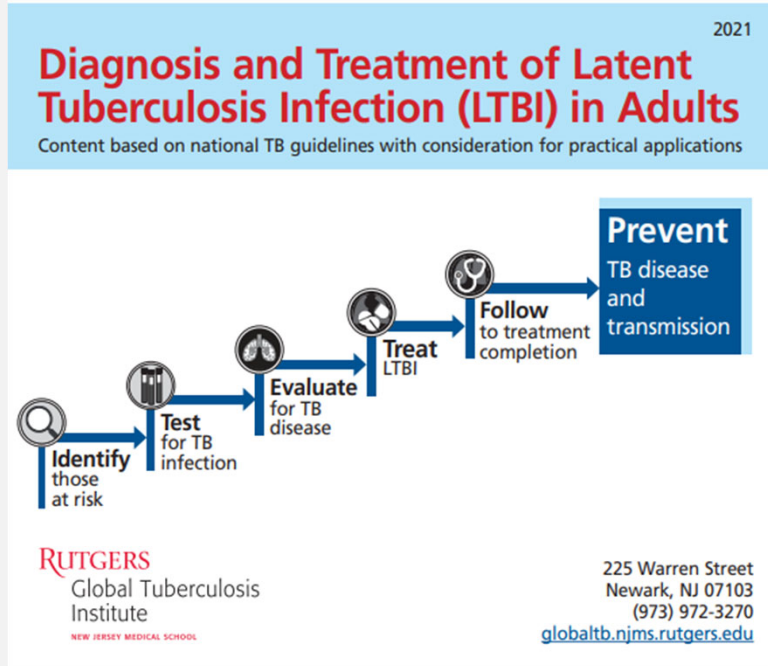 2021
Diagnosis and Treatment of Latent
Tuberculosis Infection (LTBI) in Adults
Content based on national TB guidelines with consideration for practical applications
Identify
those
at risk
Test
for TB
infection
Evaluate
for TB
disease
Treat
LTBI
Follow
to treatment
completion
Prevent
TB disease
and
transmission
RUTGERS
Global Tuberculosis
Institute
NEW JERSEY MEDICAL SCHOOL
225 Warren Street
Newark, NJ 07103
(973) 972-3270
globaltb.njms.rutgers.edu